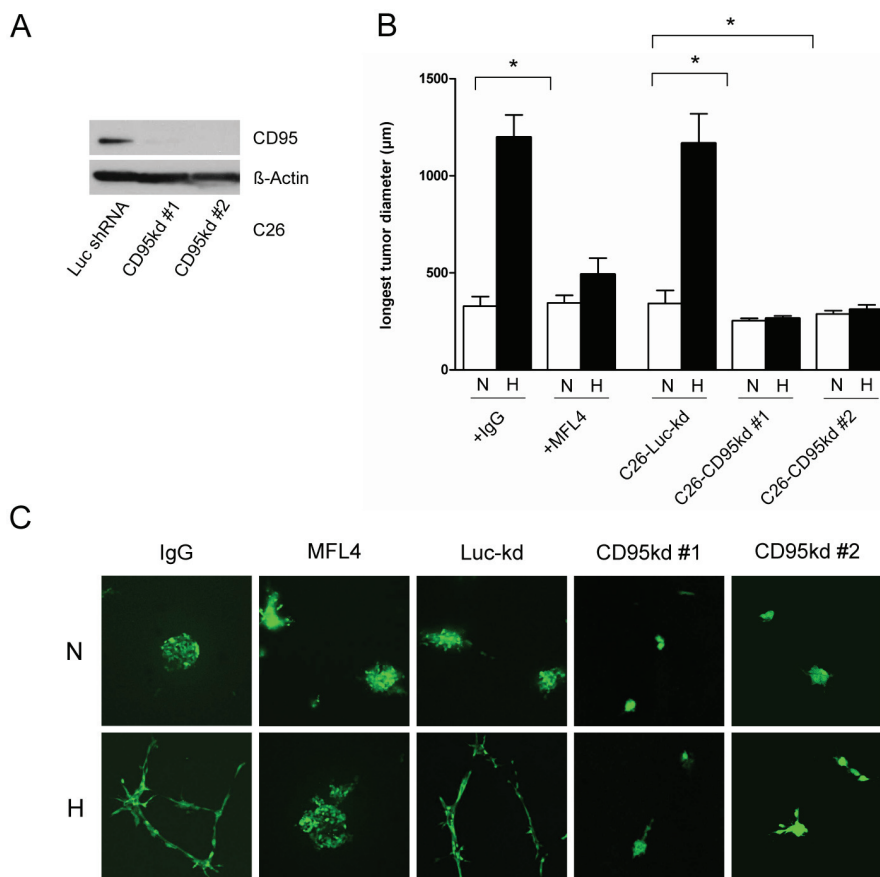 A
CD95
ß-Actin
Luc shRNA
CD95kd #1
CD95kd #2
C26
B
*
*
*
longest tumor diameter (µm)
1500
1000
500
0
N H N H N H N H N H
+IgG
+MFL4
C26-Luc-kd
C26-CD95kd #1
C26-CD95kd #2
C
IgG MFL4 Luc-kd CD95kd #1 CD95kd #2
N
H